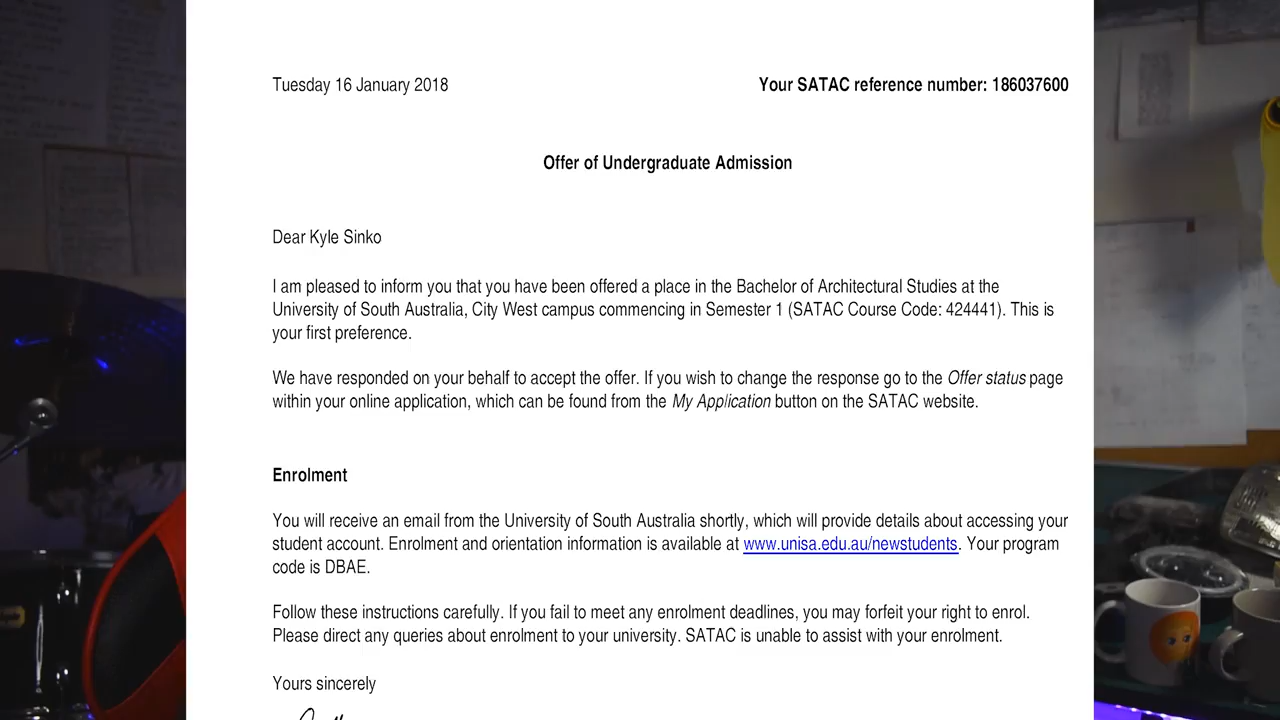 Tuesday 16 January 2018 Your SATAC reference number: 186037600
Offer of Undergraduate Admission
Dear Kyle Sinko
I am pleased to inform you that you have been offered a place in the Bachelor of Architectural Studies at the
University of South Australia, City West campus commencing in Semester 1 (SATAC Course Code: 424441). This is
your first preference.
We have responded on your behalf to accept the offer. If you wish to change the response go to the Offer status page
within your online application, which can be found from the My Application button on the SATAC website.
Enrolment
You will receive an email from the University of South Australia shortly, which will provide details about accessing your
student account. Enrolment and orientation information is available at www.unisa.edu.au/newstudents. Your program
code is DBAE.
Follow these instructions carefully. If you fail to meet any enrolment deadlines, you may forfeit your right to enrol.
Please direct any queries about enrolment to your university. SATAC is unable to assist with your enrolment.
Yours sincerely